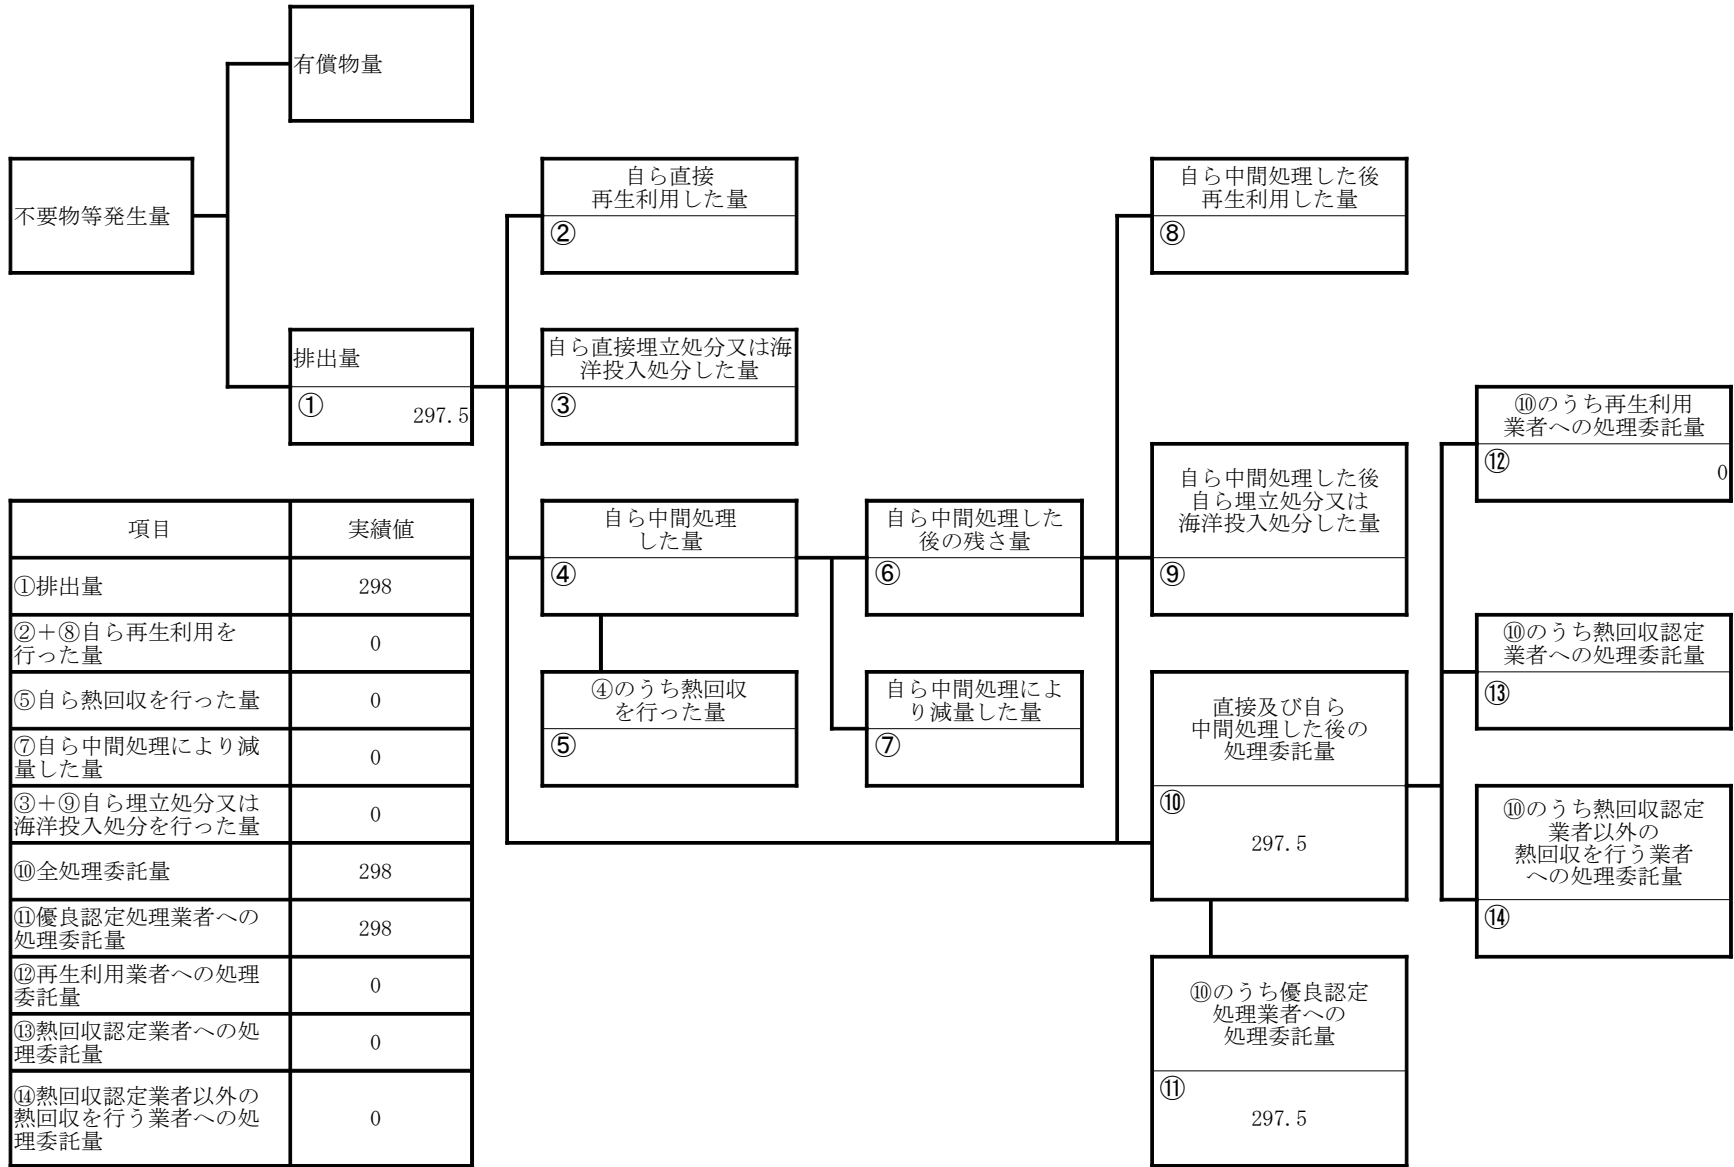 有償物量
不要物等発生量
自ら直接
再生利用した量
②
自ら中間処理した後
再生利用した量
⑧
排出量
①
297.5
自ら直接埋立処分又は海
洋投入処分した量
③
⑩のうち再生利用
業者への処理委託量
⑫
0
自ら中間処理
した量
④
自ら中間処理した
後の残さ量
⑥
自ら中間処理した後
自ら埋立処分又は
海洋投入処分した量
⑨
⑩のうち熱回収認定
業者への処理委託量
⑬
④のうち熱回収
を行った量
⑤
自ら中間処理によ
り減量した量
⑦
直接及び自ら
中間処理した後の
処理委託量
⑩
297.5
⑩のうち熱回収認定
業者以外の
熱回収を行う業者
への処理委託量
⑭
⑩のうち優良認定
処理業者への
処理委託量
⑪
297.5
項目 実績値
①排出量 298
②+⑧自ら再生利用を
行った量 0
⑤自ら熱回収を行った量 0
⑦自ら中間処理により減
量した量 0
③+⑨自ら埋立処分又は
海洋投入処分を行った量 0
⑩全処理委託量 298
⑪優良認定処理業者への
処理委託量 298
⑫再生利用業者への処理
委託量 0
⑬熱回収認定業者への処
理委託量 0
⑭熱回収認定業者以外の
熱回収を行う業者への処
理委託量 0